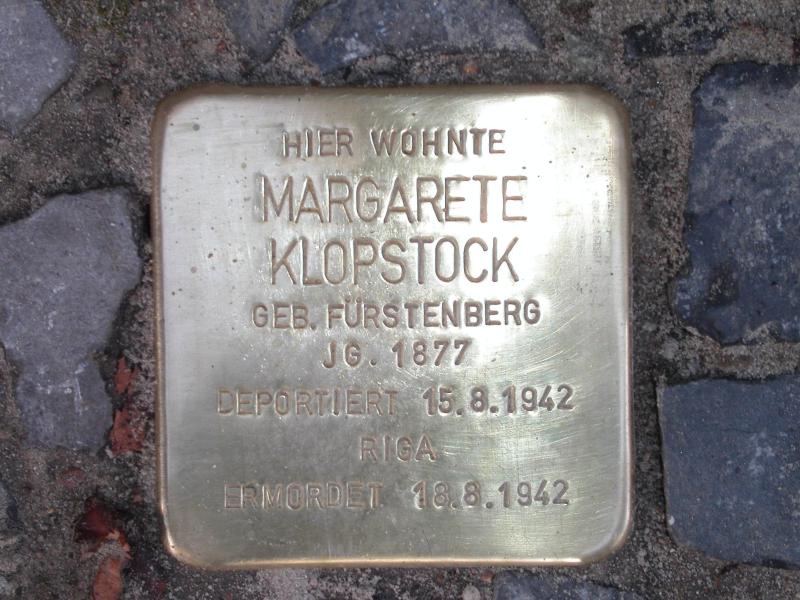 HIER WOHNTE
MARGARETE
KLOPSTOCK
GEB. FÜRSTENBERG
JG. 1877
DEPORTIERT 15.8.1942
RIGA
ERMORDET 18.8.1942